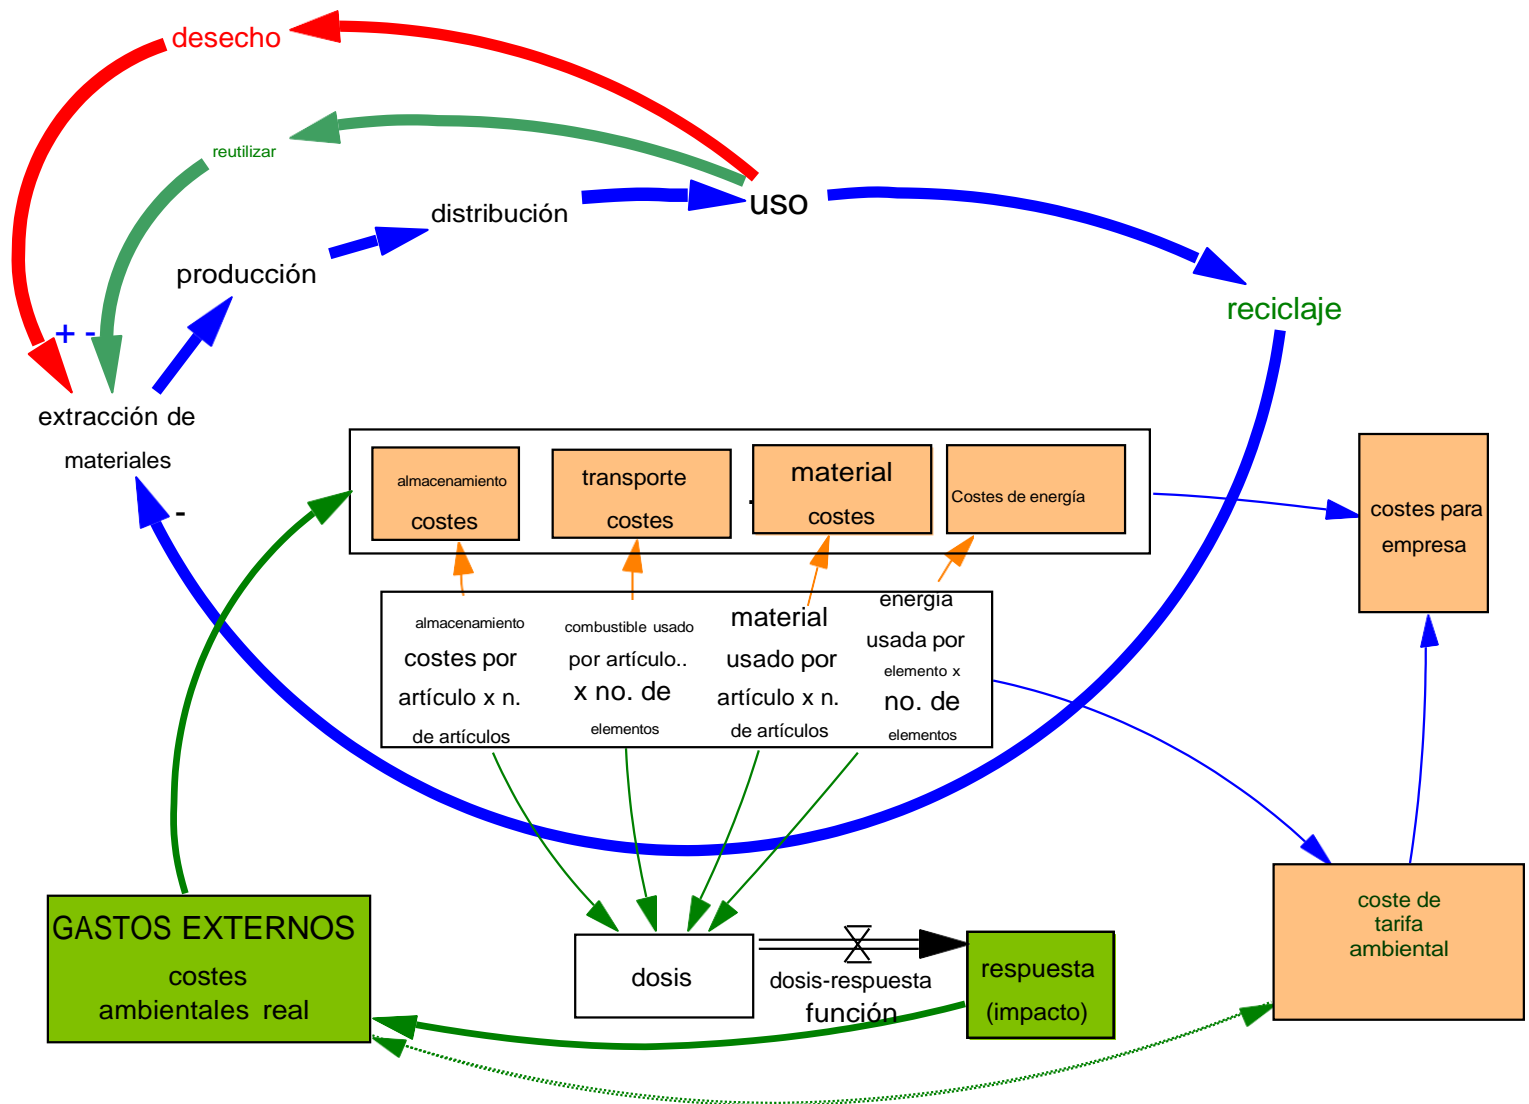 desecho
reutilizar
distribución
uso
producción
reciclaje
+ -
extracción de
materiales
-
almacenamiento
costes
transporte
costes
.
material
costes
Costes de energía
costes para
empresa
almacenamiento
costes por
artículo x n.
de artículos
combustible usado
por artículo..
x no. de
elementos
material
usado por
artículo x n.
de artículos
energía
usada por
elemento x
no. de
elementos
GASTOS EXTERNOS
costes
ambientales real
dosis
dosis-respuesta
función
respuesta
(impacto)
coste de
tarifa
ambiental